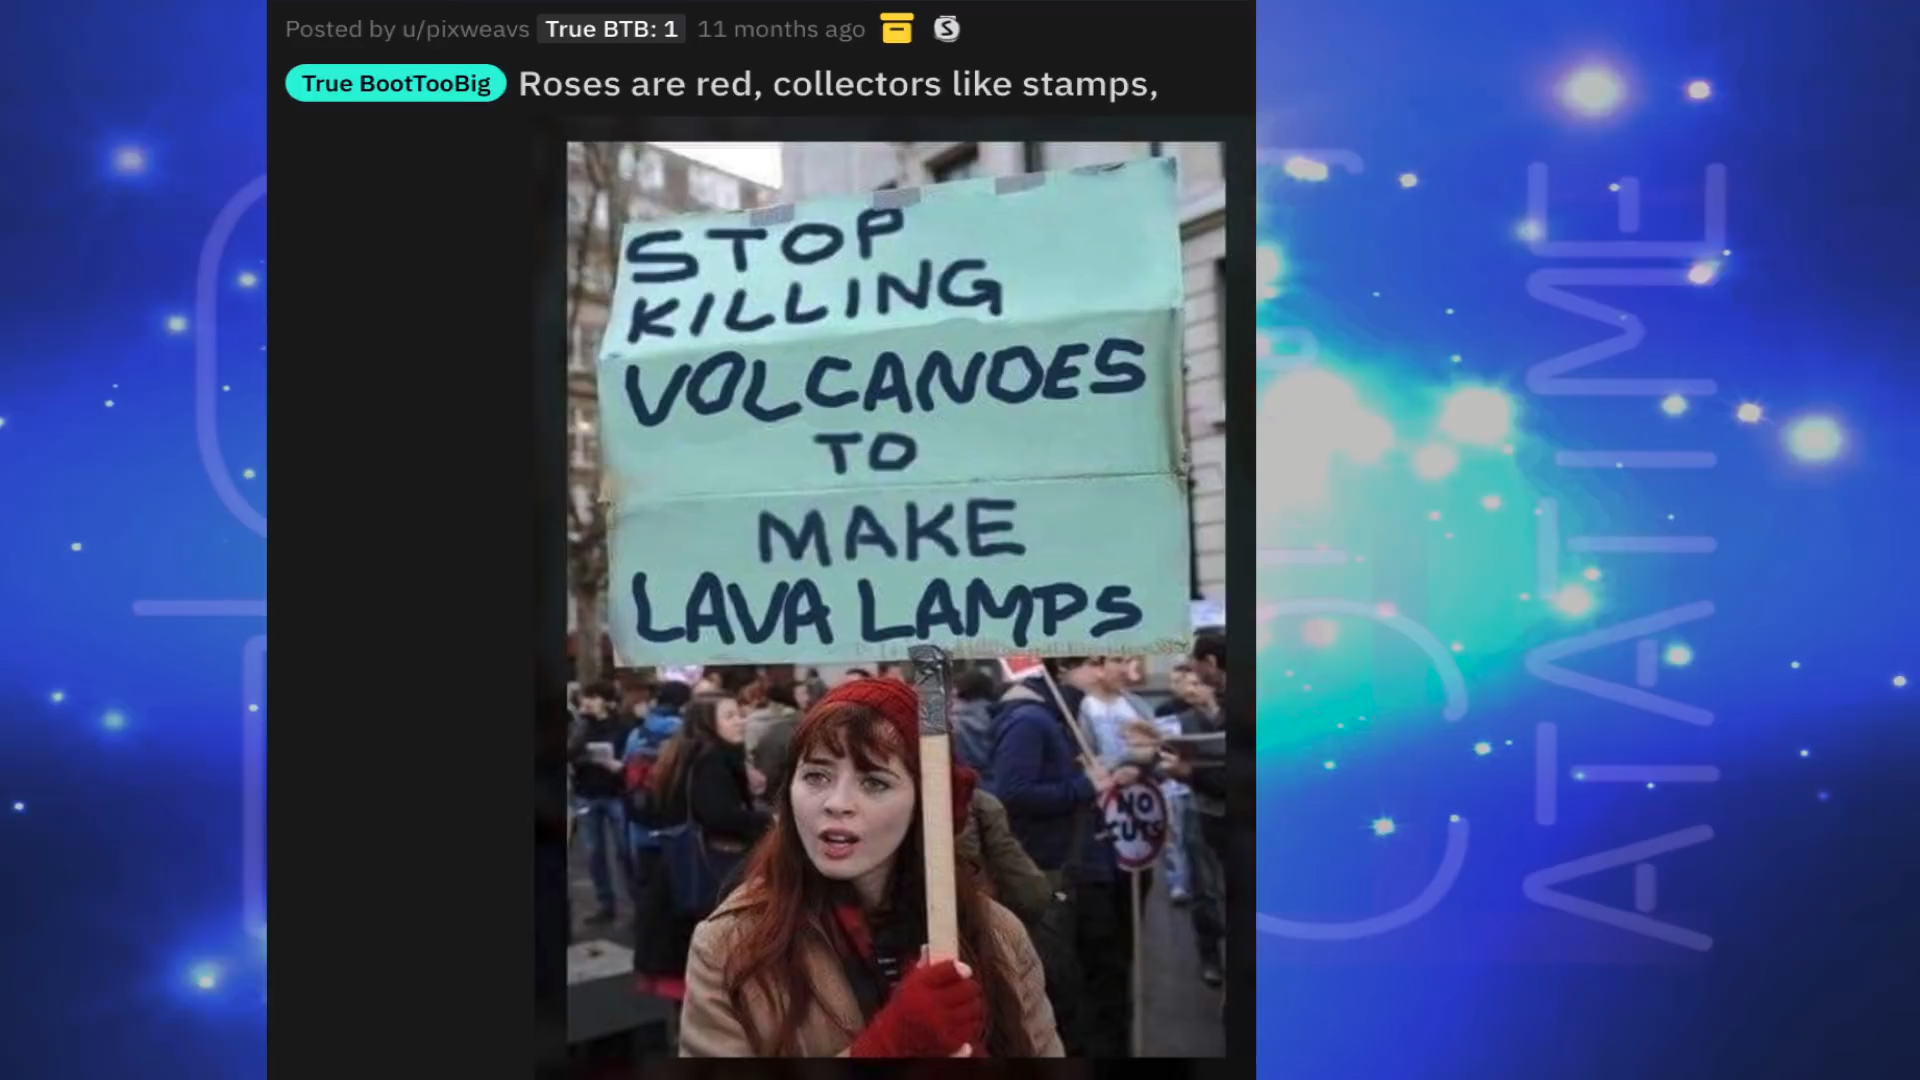 Posted by u/pixweavs True BTB: 1 11 months ago
True BootTooBig Roses are red, collectors like stamps,
STOP
KILLING
VOLCANOES
TO
MAKE
LAVA LAMPS
NO
CUTS